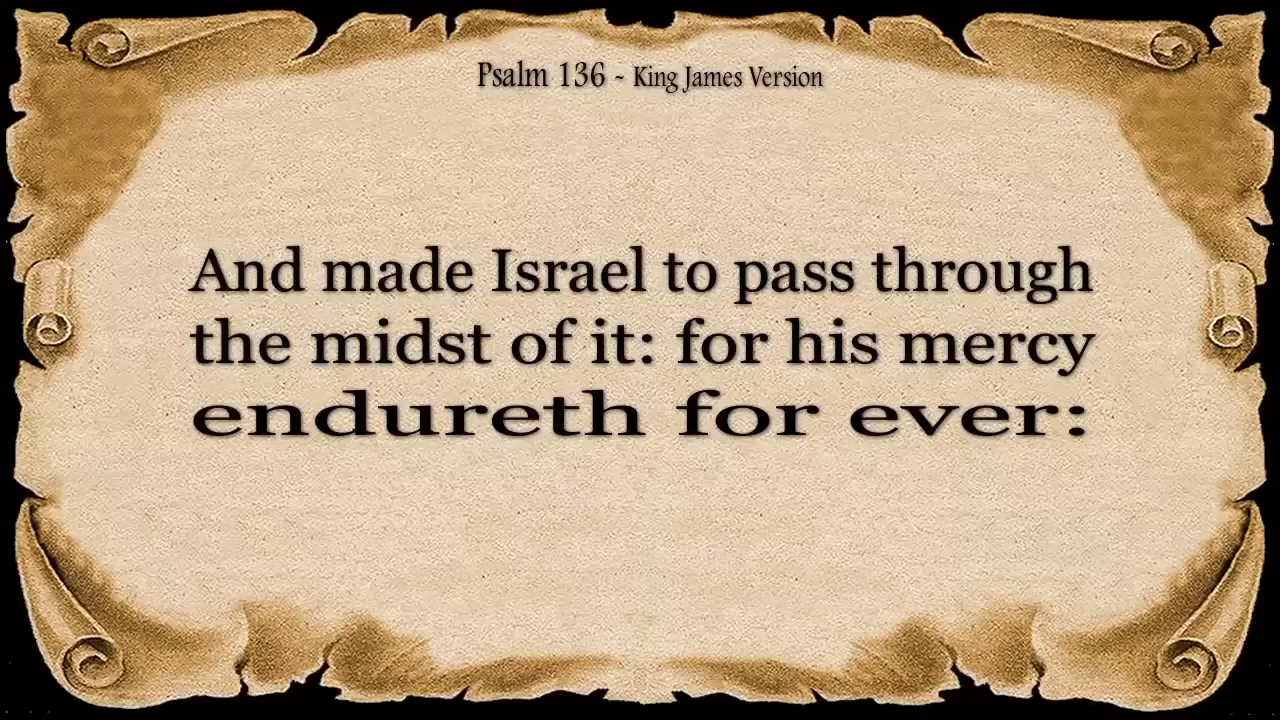 Psalm 136 - King James Version
And made Israel to pass through
the midst of it: for his mercy
endureth for ever: